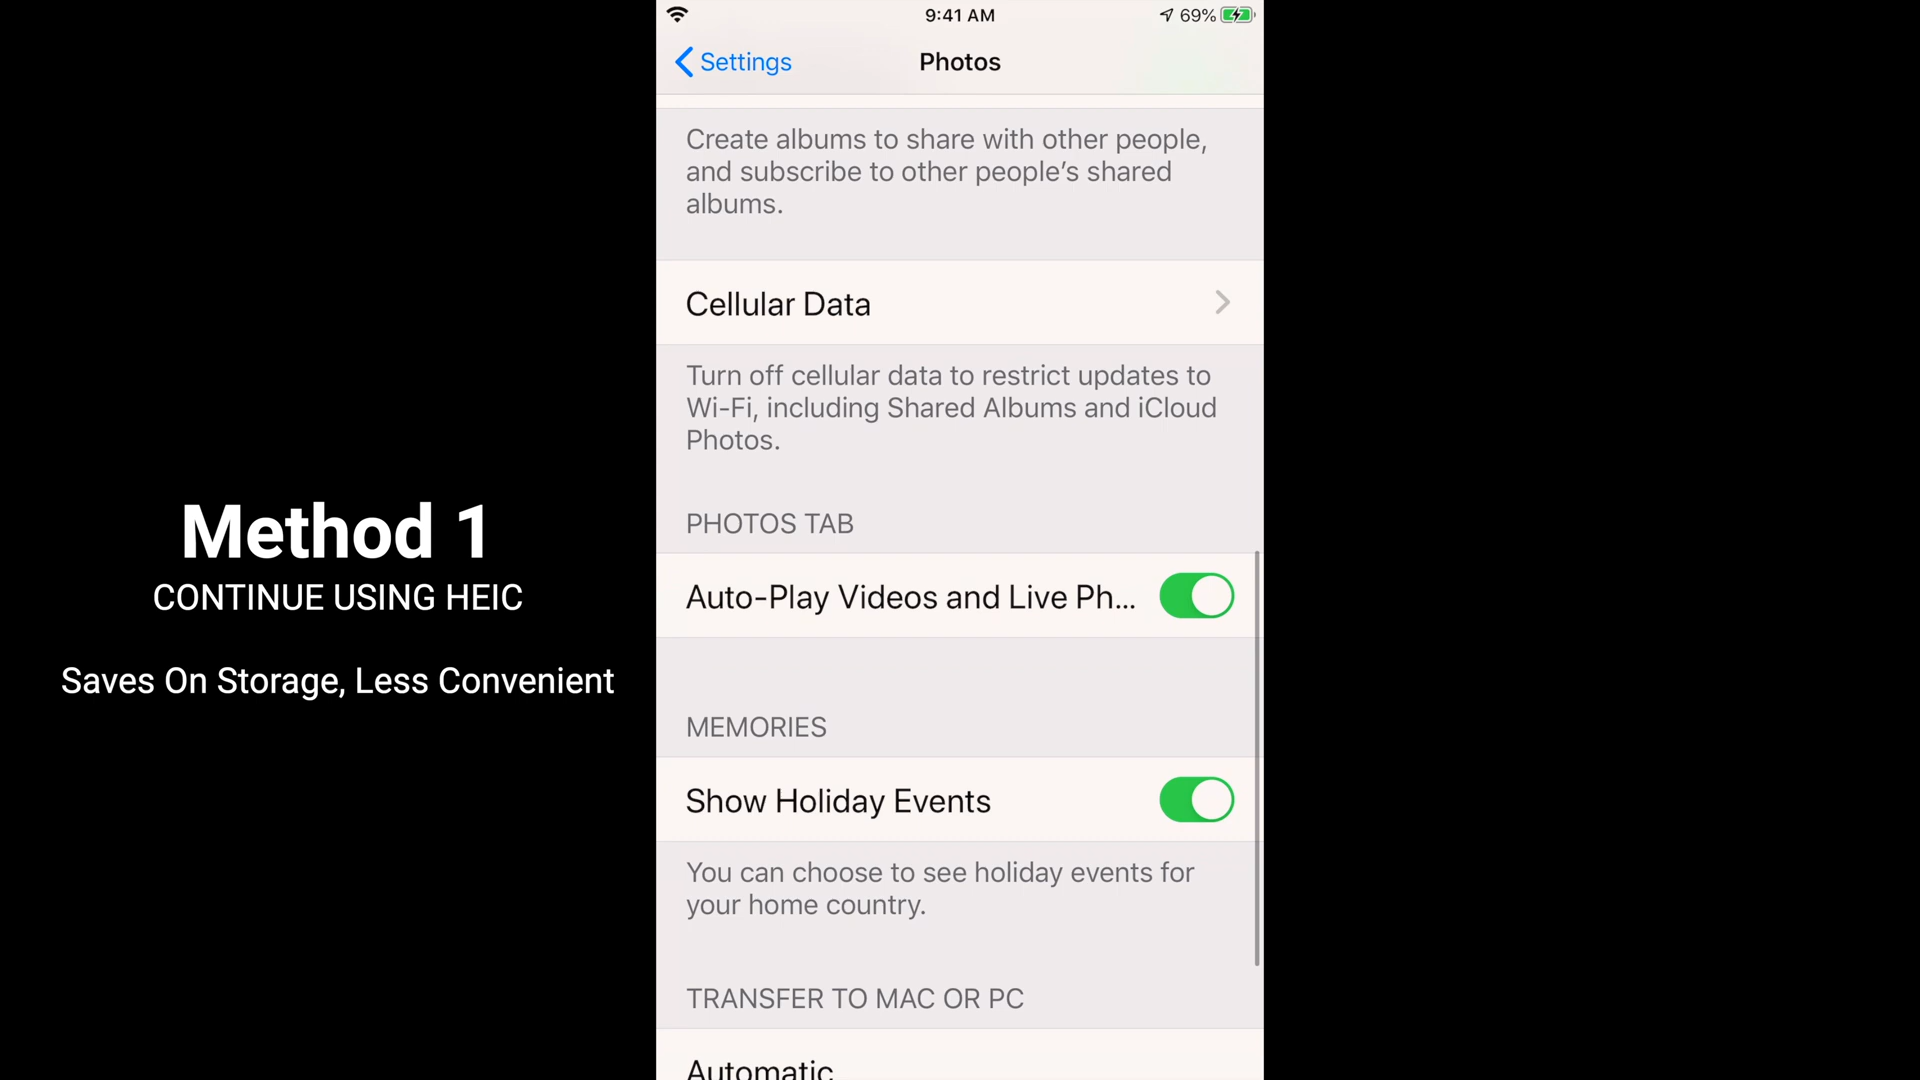 9:41 AM
69%
Settings
Photos
Create albums to share with other people,
and subscribe to other people’s shared
albums.
Cellular Data
Turn off cellular data to restrict updates to
Wi-Fi, including Shared Albums and iCloud
Photos.
PHOTOS TAB
Auto-Play Videos and Live Ph...
MEMORIES
Show Holiday Events
You can choose to see holiday events for
your home country.
TRANSFER TO MAC OR PC
Automatic
Method 1
CONTINUE USING HEIC
Saves On Storage, Less Convenient